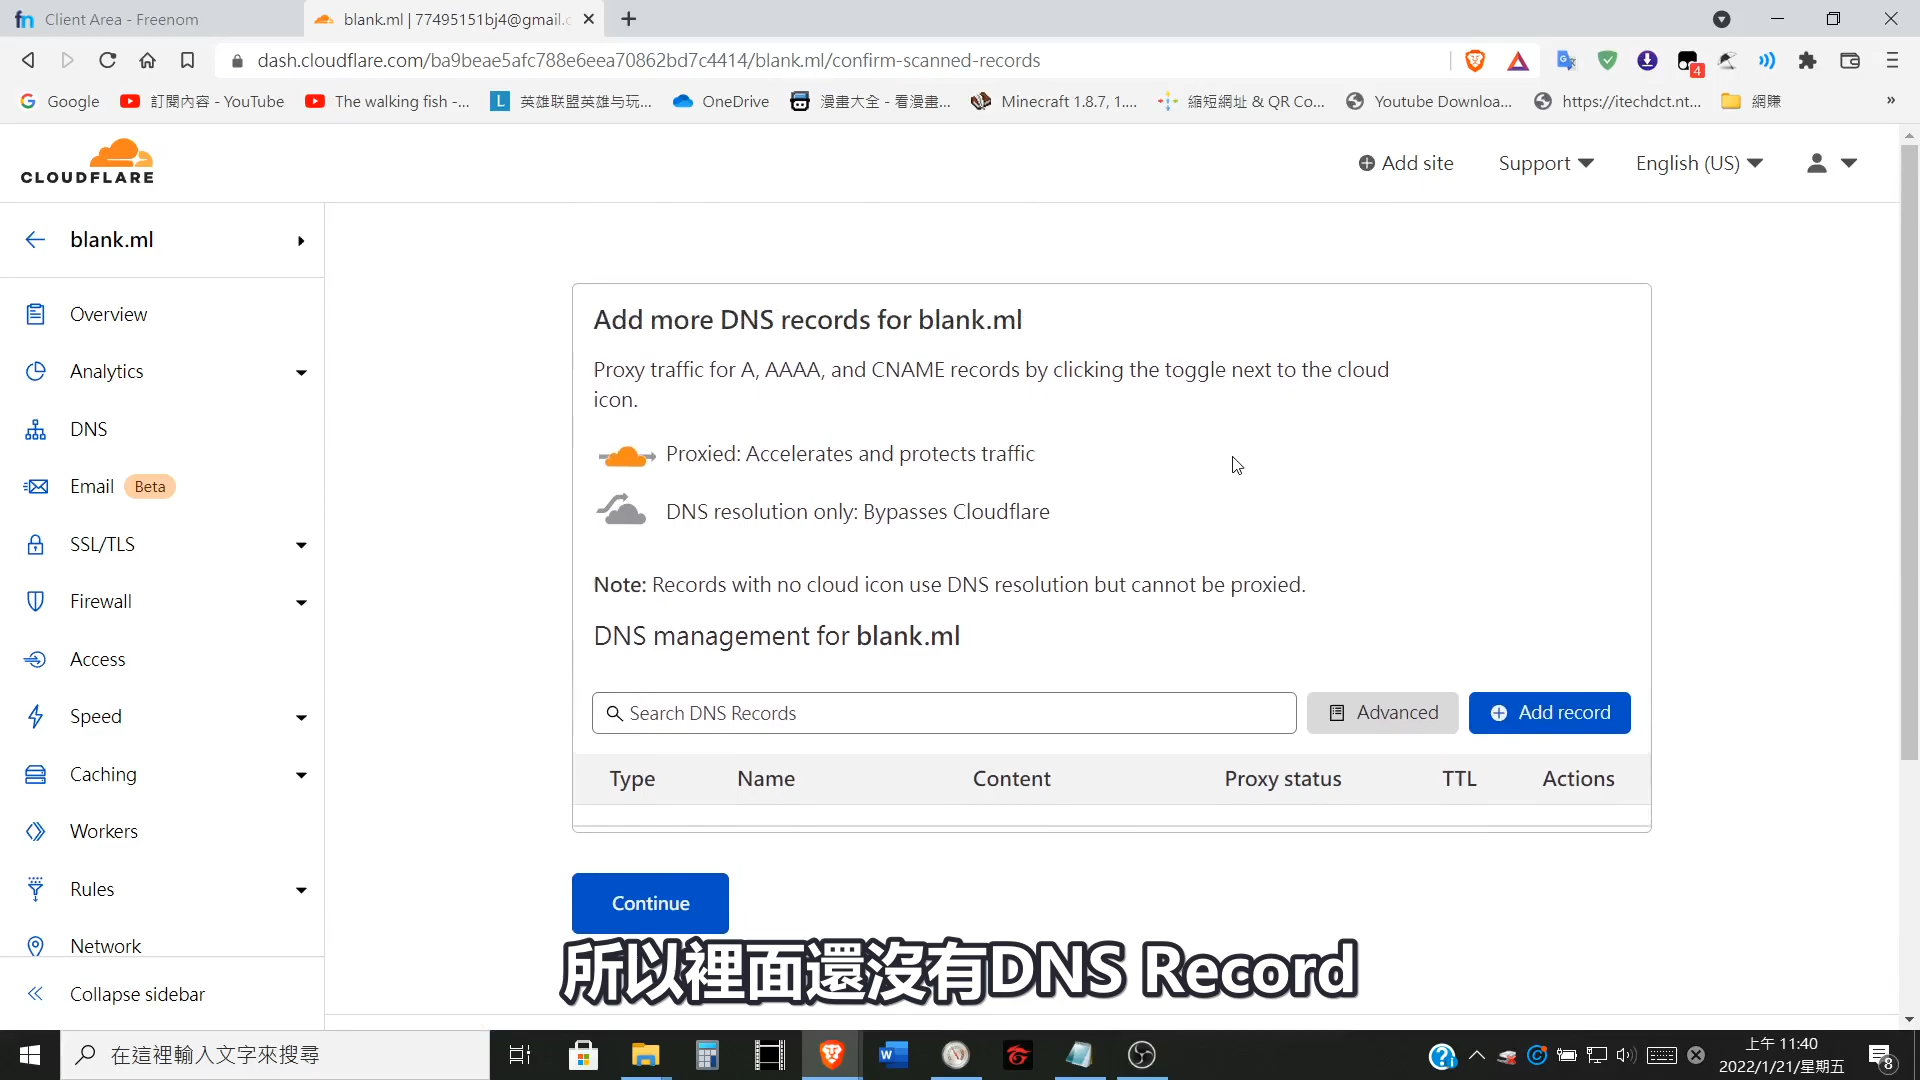 Client Area - Freenom
blank.ml | 77495151bj4@gmail.c
dash.cloudflare.com/ba9beae5afc788e6eea70862bd7c4414/blank.ml/confirm-scanned-records
4
Google
訂閱內容 - YouTube
The walking fish -...
L 英雄联盟英雄与玩...
OneDrive
漫畫大全 - 看漫畫...
Minecraft 1.8.7, 1....
縮短網址 & QR Co...
Youtube Downloa...
https://itechdct.nt...
網賺
»
CLOUDFLARE
Add site
Support
English (US)
blank.ml
Overview
Analytics
DNS
Email Beta
SSL/TLS
Firewall
Access
Speed
Caching
Workers
Rules
Network
Collapse sidebar
Add more DNS records for blank.ml
Proxy traffic for A, AAAA, and CNAME records by clicking the toggle next to the cloud
icon.
Proxied: Accelerates and protects traffic
DNS resolution only: Bypasses Cloudflare
Note: Records with no cloud icon use DNS resolution but cannot be proxied.
DNS management for blank.ml
Search DNS Records
Advanced
Add record
Type Name Content Proxy status TTL Actions
Continue
所以裡面還沒有DNS Record
在這裡輸入文字來搜尋
上午 11:40
2022/1/21/星期五
8